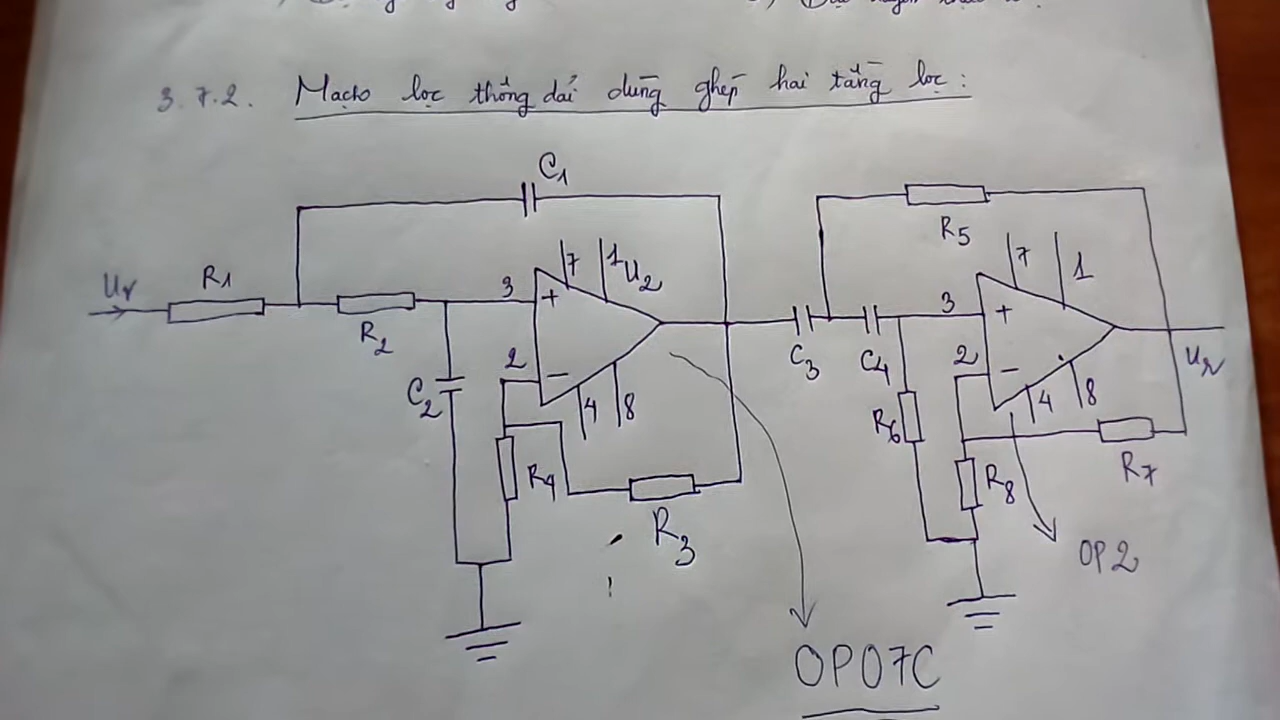 3.7.2. Mạch lọc thông dải dùng ghép hai tầng lọc:
C1
R5
7
1
U2
7
1
UV
R1
3
+
3
+
R2
C3
C4
2
−
2
−
Ur
C2
4
8
4
8
R6
R4
R8
R7
R3
OP2
OP07C